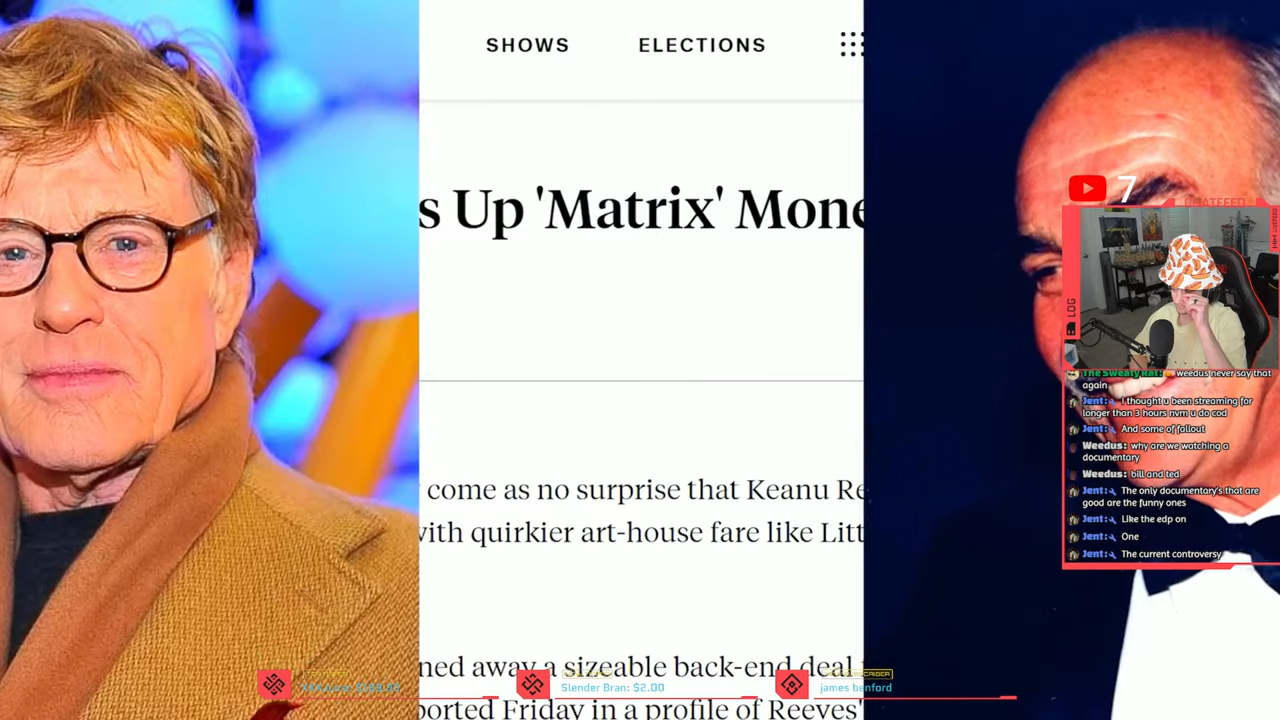 SHOWS ELECTIONS
s Up 'Matrix' Mone
come as no surprise that Keanu Re
with quirkier art-house fare like Litt
ned away a sizeable back-end deal
ported Friday in a profile of Reeves'
7
LOG
The Sweaty Rat: weedus never say that
again
Jent: I thought u been streaming for
longer than 3 hours nvm u do cod
Jent: And some of fallout
Weedus: why are we watching a
documentary
Weedus: bill and ted
Jent: The only documentary's that are
good are the funny ones
Jent: Like the edp on
Jent: One
Jent: The current controversy
Slender Bran: $2.00
james benford